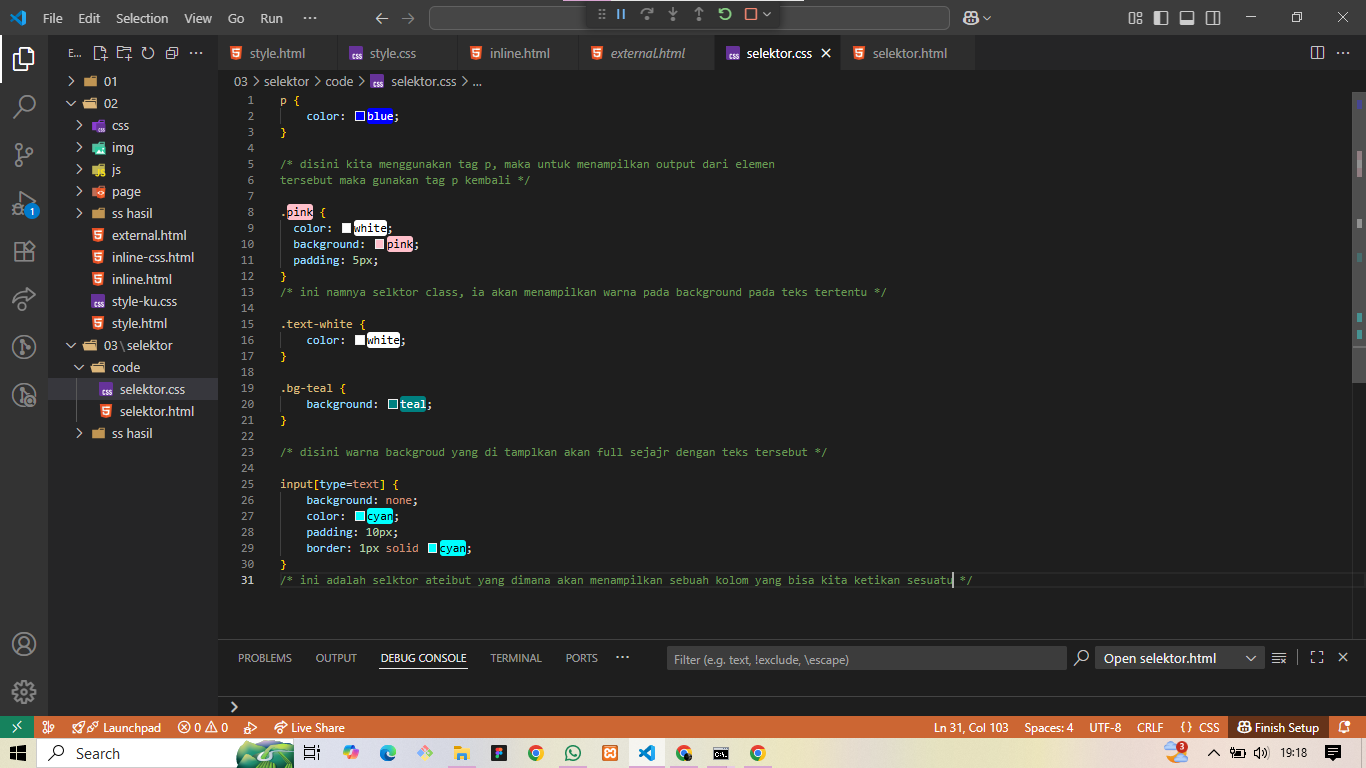 File Edit Selection View Go Run ···
E... ···
style.html style.css inline.html external.html selektor.css selektor.html ···
03 > selektor > code > selektor.css > ...
01
02
css
img
js
page
ss hasil
external.html
inline-css.html
inline.html
style-ku.css
style.html
03 \ selektor
code
selektor.css
selektor.html
ss hasil
1
1 p {
2 color: blue;
3 }
4
5 /* disini kita menggunakan tag p, maka untuk menampilkan output dari elemen
6 tersebut maka gunakan tag p kembali */
7
8 .pink {
9 color: white;
10 background: pink;
11 padding: 5px;
12 }
13 /* ini namnya selktor class, ia akan menampilkan warna pada background pada teks tertentu */
14
15 .text-white {
16 color: white;
17 }
18
19 .bg-teal {
20 background: teal;
21 }
22
23 /* disini warna backgroud yang di tamplkan akan full sejajr dengan teks tersebut */
24
25 input[type=text] {
26 background: none;
27 color: cyan;
28 padding: 10px;
29 border: 1px solid cyan;
30 }
31 /* ini adalah selktor ateibut yang dimana akan menampilkan sebuah kolom yang bisa kita ketikan sesuatu */
PROBLEMS OUTPUT DEBUG CONSOLE TERMINAL PORTS ··· Filter (e.g. text, !exclude, \escape) Open selektor.html
>
Launchpad 0 0 Live Share Ln 31, Col 103 Spaces: 4 UTF-8 CRLF {} CSS Finish Setup
Search 3 19:18